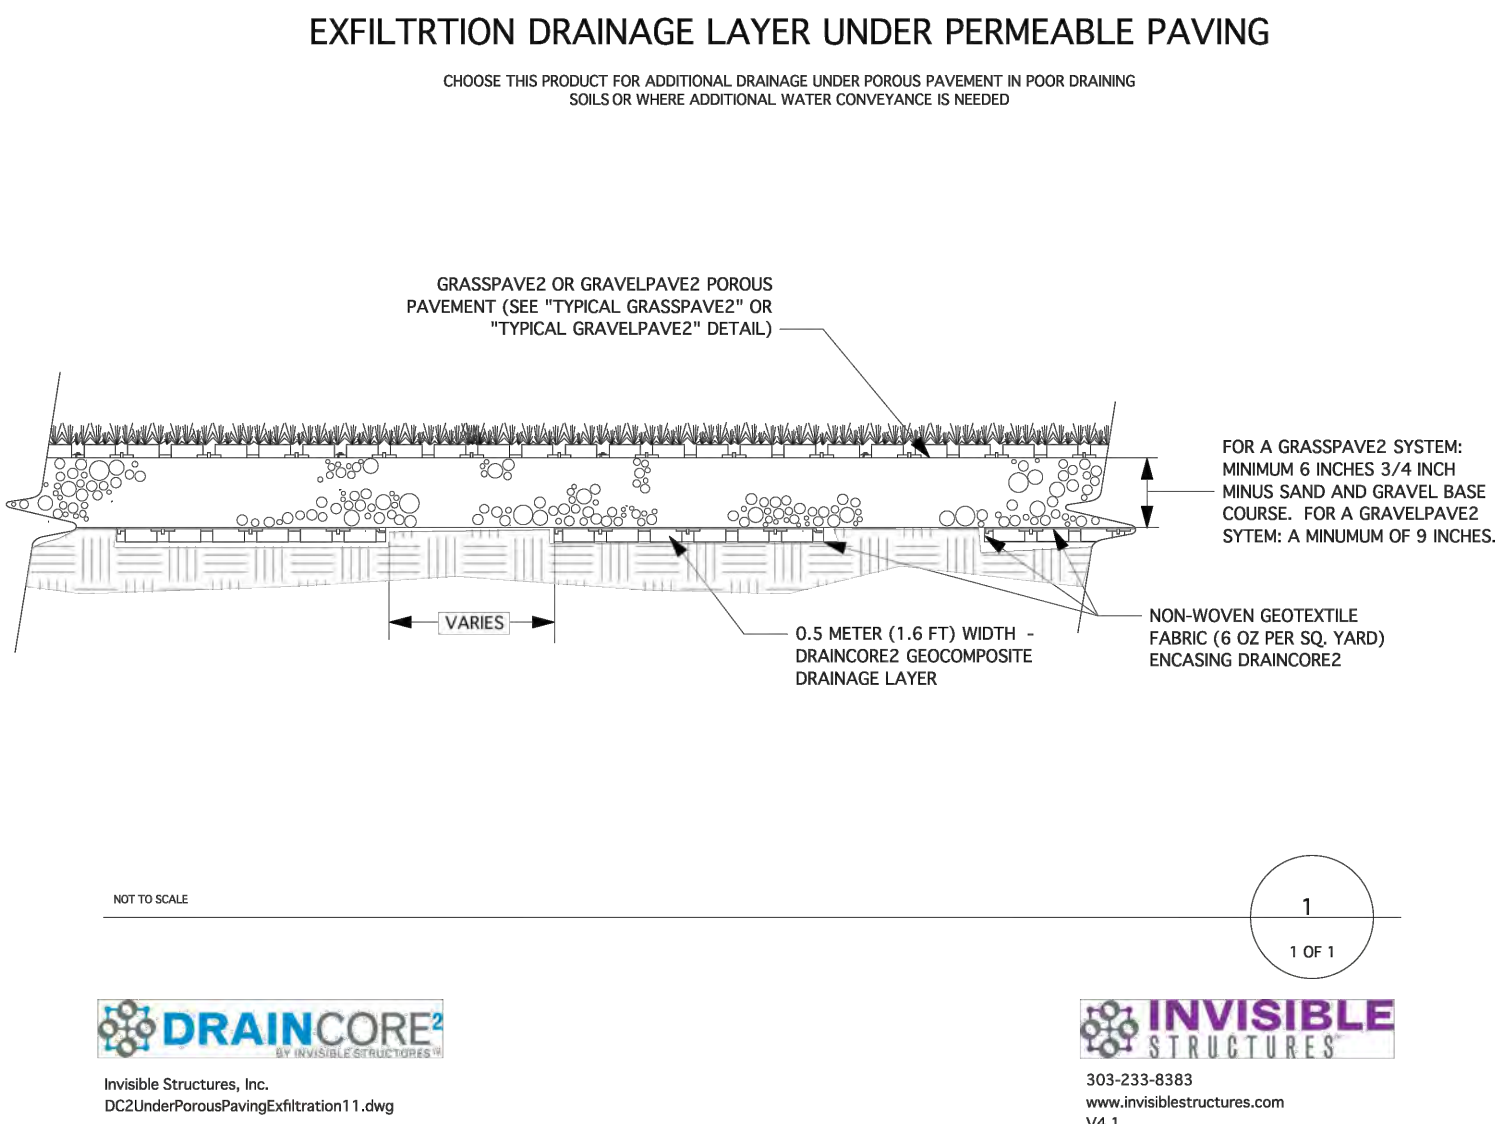 EXFILTRTION DRAINAGE LAYER UNDER PERMEABLE PAVING
CHOOSE THIS PRODUCT FOR ADDITIONAL DRAINAGE UNDER POROUS PAVEMENT IN POOR DRAINING
SOILS OR WHERE ADDITIONAL WATER CONVEYANCE IS NEEDED
GRASSPAVE2 OR GRAVELPAVE2 POROUS
PAVEMENT (SEE "TYPICAL GRASSPAVE2" OR
"TYPICAL GRAVELPAVE2" DETAIL)
FOR A GRASSPAVE2 SYSTEM:
MINIMUM 6 INCHES 3/4 INCH
MINUS SAND AND GRAVEL BASE
COURSE. FOR A GRAVELPAVE2
SYTEM: A MINUMUM OF 9 INCHES.
VARIES
0.5 METER (1.6 FT) WIDTH -
DRAINCORE2 GEOCOMPOSITE
DRAINAGE LAYER
NON-WOVEN GEOTEXTILE
FABRIC (6 OZ PER SQ. YARD)
ENCASING DRAINCORE2
NOT TO SCALE
1
1 OF 1
DRAINCORE²
BY INVISIBLE STRUCTURES™
Invisible Structures, Inc.
DC2UnderPorousPavingExfiltration11.dwg
INVISIBLE
STRUCTURES
303-233-8383
www.invisiblestructures.com
V4.1